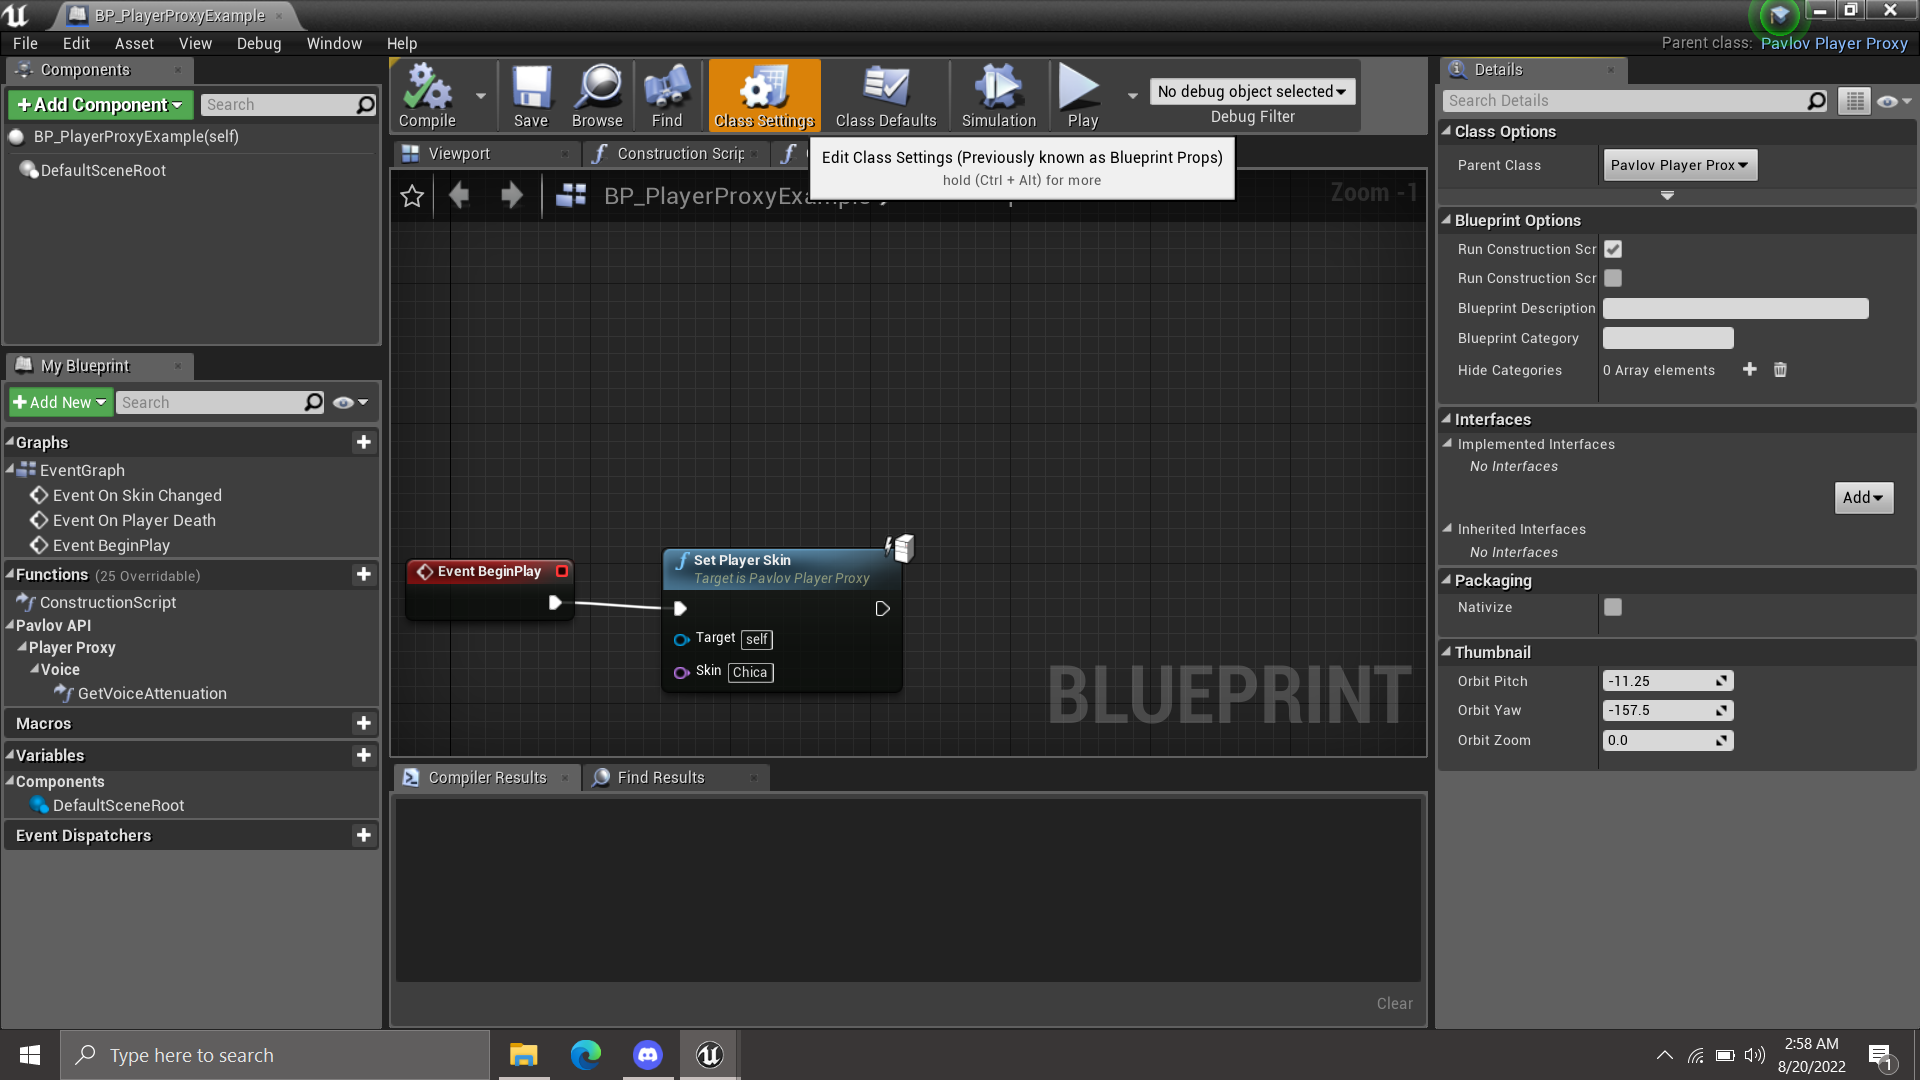 BP_PlayerProxyExample
File Edit Asset View Debug Window Help
Parent class: Pavlov Player Proxy
Components
Add Component
Search
BP_PlayerProxyExample(self)
DefaultSceneRoot
My Blueprint
Add New
Search
Graphs
EventGraph
Event On Skin Changed
Event On Player Death
Event BeginPlay
Functions (25 Overridable)
ConstructionScript
Pavlov API
Player Proxy
Voice
GetVoiceAttenuation
Macros
Variables
Components
DefaultSceneRoot
Event Dispatchers
Compile
Save
Browse
Find
Class Settings
Class Defaults
Simulation
Play
No debug object selected
Debug Filter
Viewport
Construction Scrip
Edit Class Settings (Previously known as Blueprint Props)
hold (Ctrl + Alt) for more
BP_PlayerProxyExample
Zoom -1
Event BeginPlay
Set Player Skin
Target is Pavlov Player Proxy
Target self
Skin Chica
BLUEPRINT
Compiler Results
Find Results
Clear
Details
Search Details
Class Options
Parent Class Pavlov Player Prox
Blueprint Options
Run Construction Scr
Run Construction Scr
Blueprint Description
Blueprint Category
Hide Categories 0 Array elements
Interfaces
Implemented Interfaces
No Interfaces
Add
Inherited Interfaces
No Interfaces
Packaging
Nativize
Thumbnail
Orbit Pitch -11.25
Orbit Yaw -157.5
Orbit Zoom 0.0
Type here to search
2:58 AM
8/20/2022
1